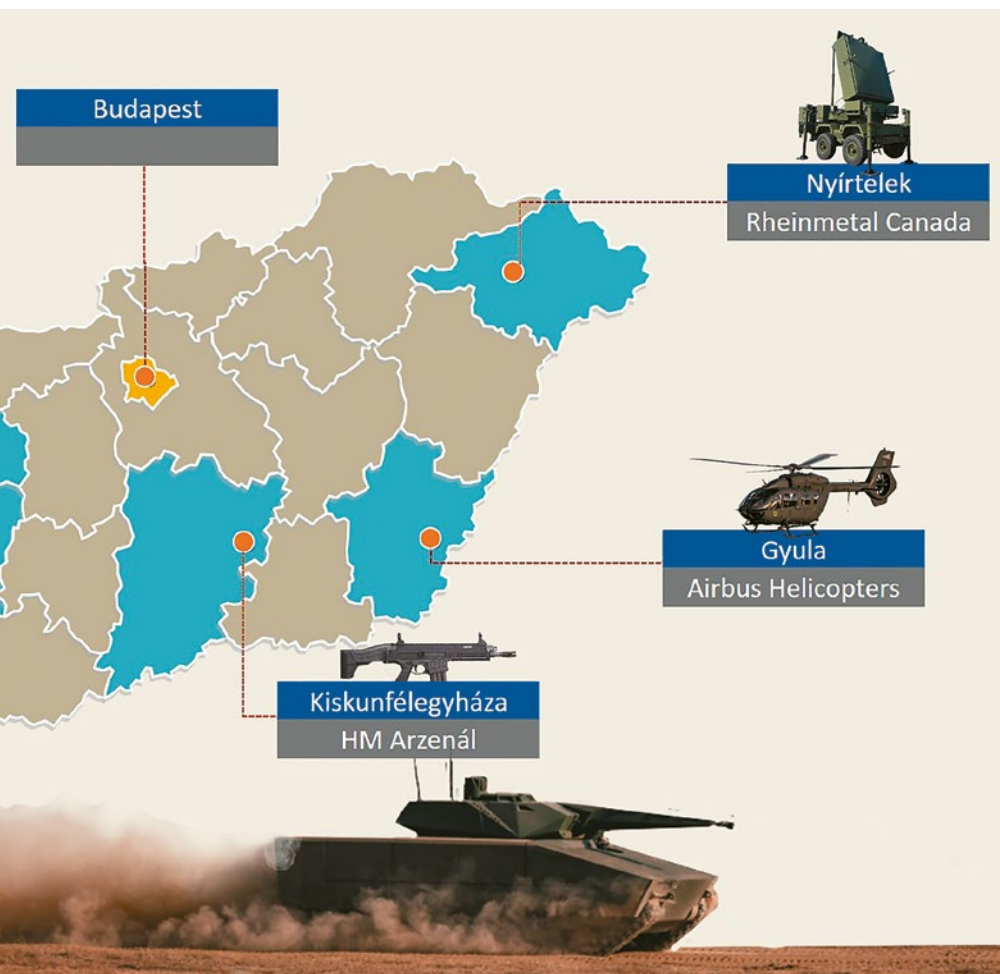 Budapest
Nyírtelek
Rheinmetal Canada
Gyula
Airbus Helicopters
Kiskunfélegyháza
HM Arzenál